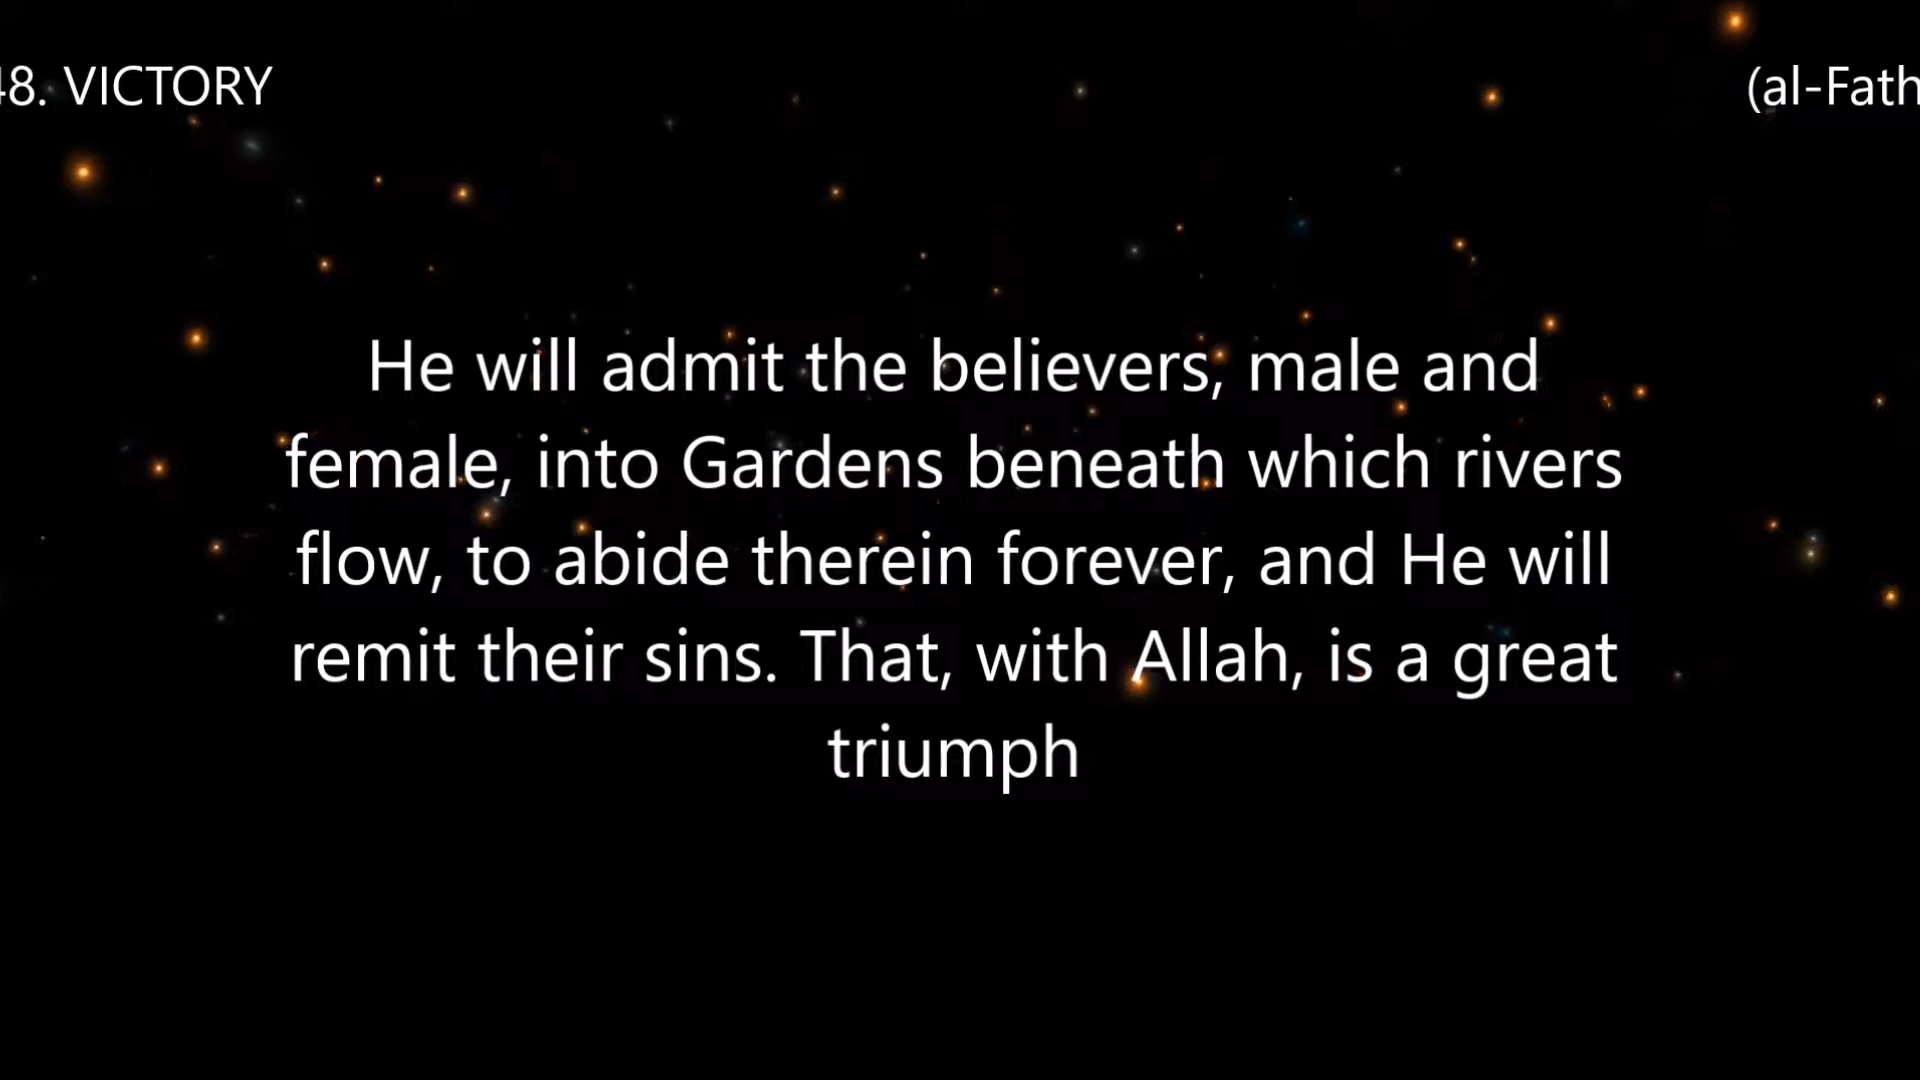 48. VICTORY
(al-Fath
He will admit the believers, male and
female, into Gardens beneath which rivers
flow, to abide therein forever, and He will
remit their sins. That, with Allah, is a great
triumph